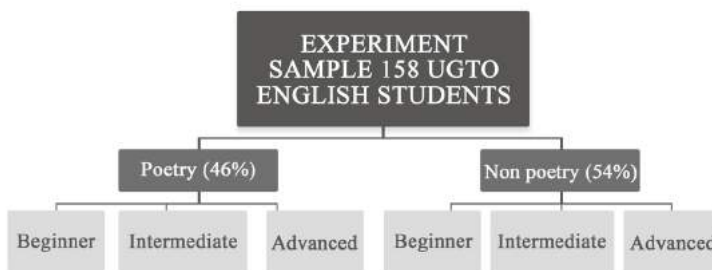 EXPERIMENT
SAMPLE 158 UGTO
ENGLISH STUDENTS
Poetry (46%)
Non poetry (54%)
Beginner
Intermediate
Advanced
Beginner
Intermediate
Advanced